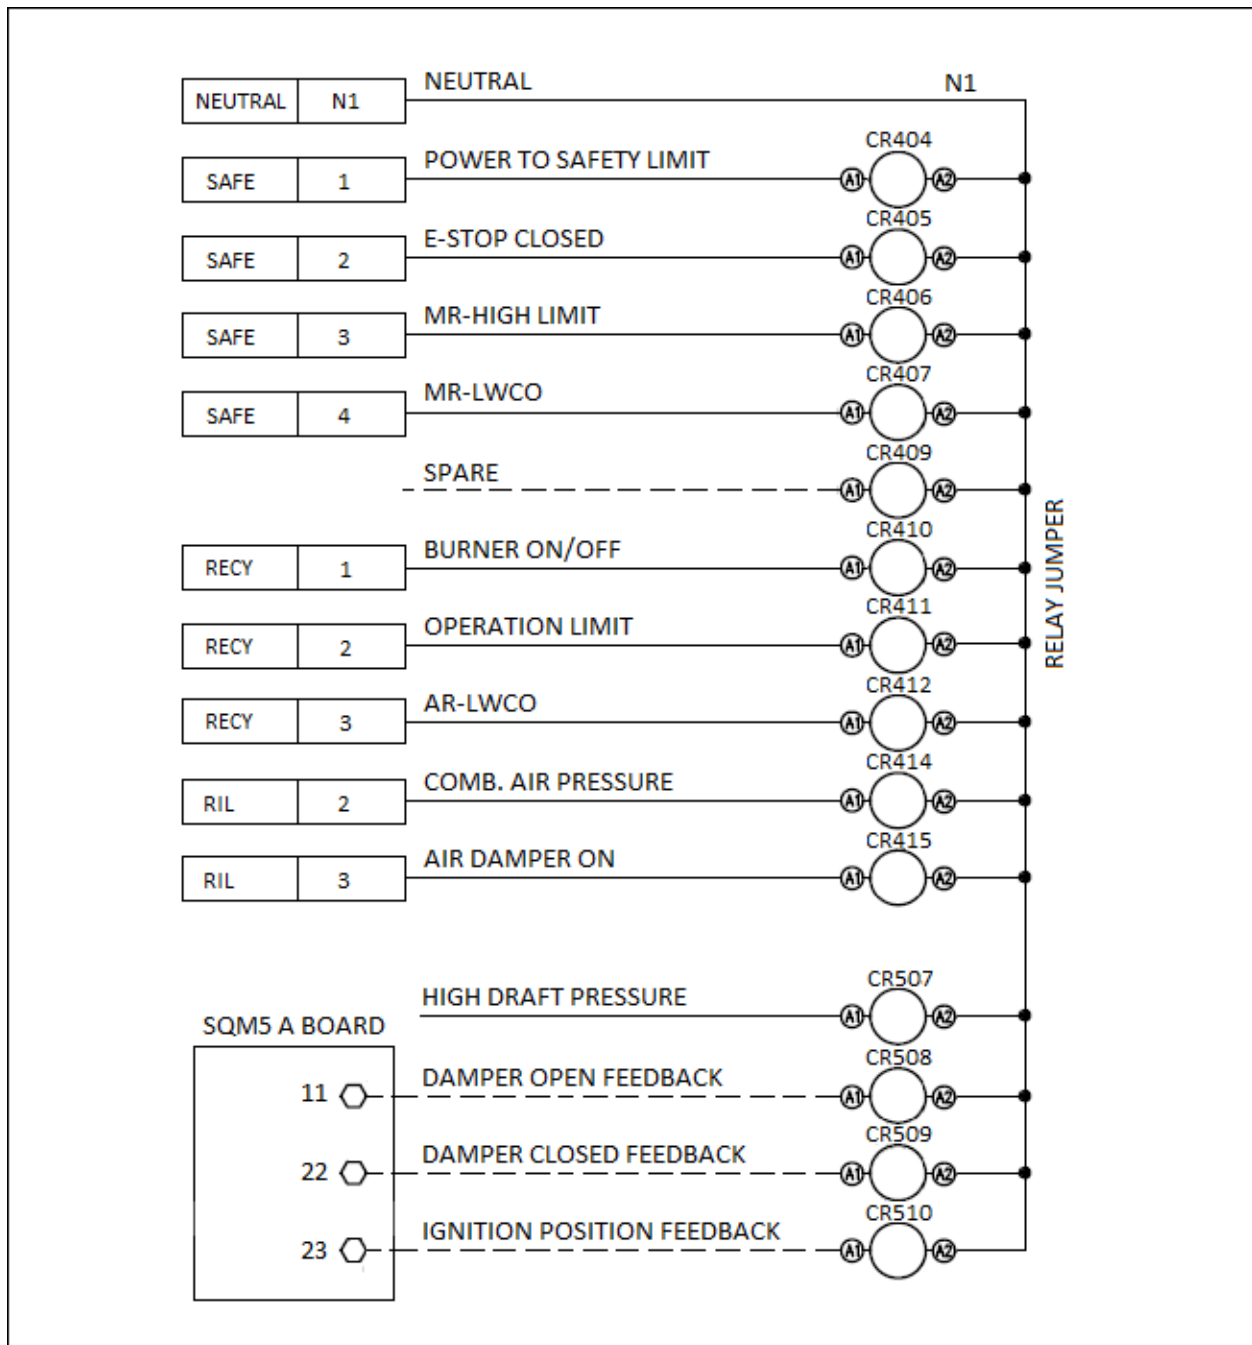 NEUTRAL N1 NEUTRAL N1
CR404
SAFE 1 POWER TO SAFETY LIMIT A1 A2
CR405
SAFE 2 E-STOP CLOSED A1 A2
CR406
SAFE 3 MR-HIGH LIMIT A1 A2
CR407
SAFE 4 MR-LWCO A1 A2
CR409
SPARE A1 A2
CR410
RECY 1 BURNER ON/OFF A1 A2
CR411
RECY 2 OPERATION LIMIT A1 A2
CR412
RECY 3 AR-LWCO A1 A2
CR414
RIL 2 COMB. AIR PRESSURE A1 A2
CR415
RIL 3 AIR DAMPER ON A1 A2
RELAY JUMPER
CR507
HIGH DRAFT PRESSURE A1 A2
SQM5 A BOARD
CR508
11 DAMPER OPEN FEEDBACK A1 A2
CR509
22 DAMPER CLOSED FEEDBACK A1 A2
CR510
23 IGNITION POSITION FEEDBACK A1 A2